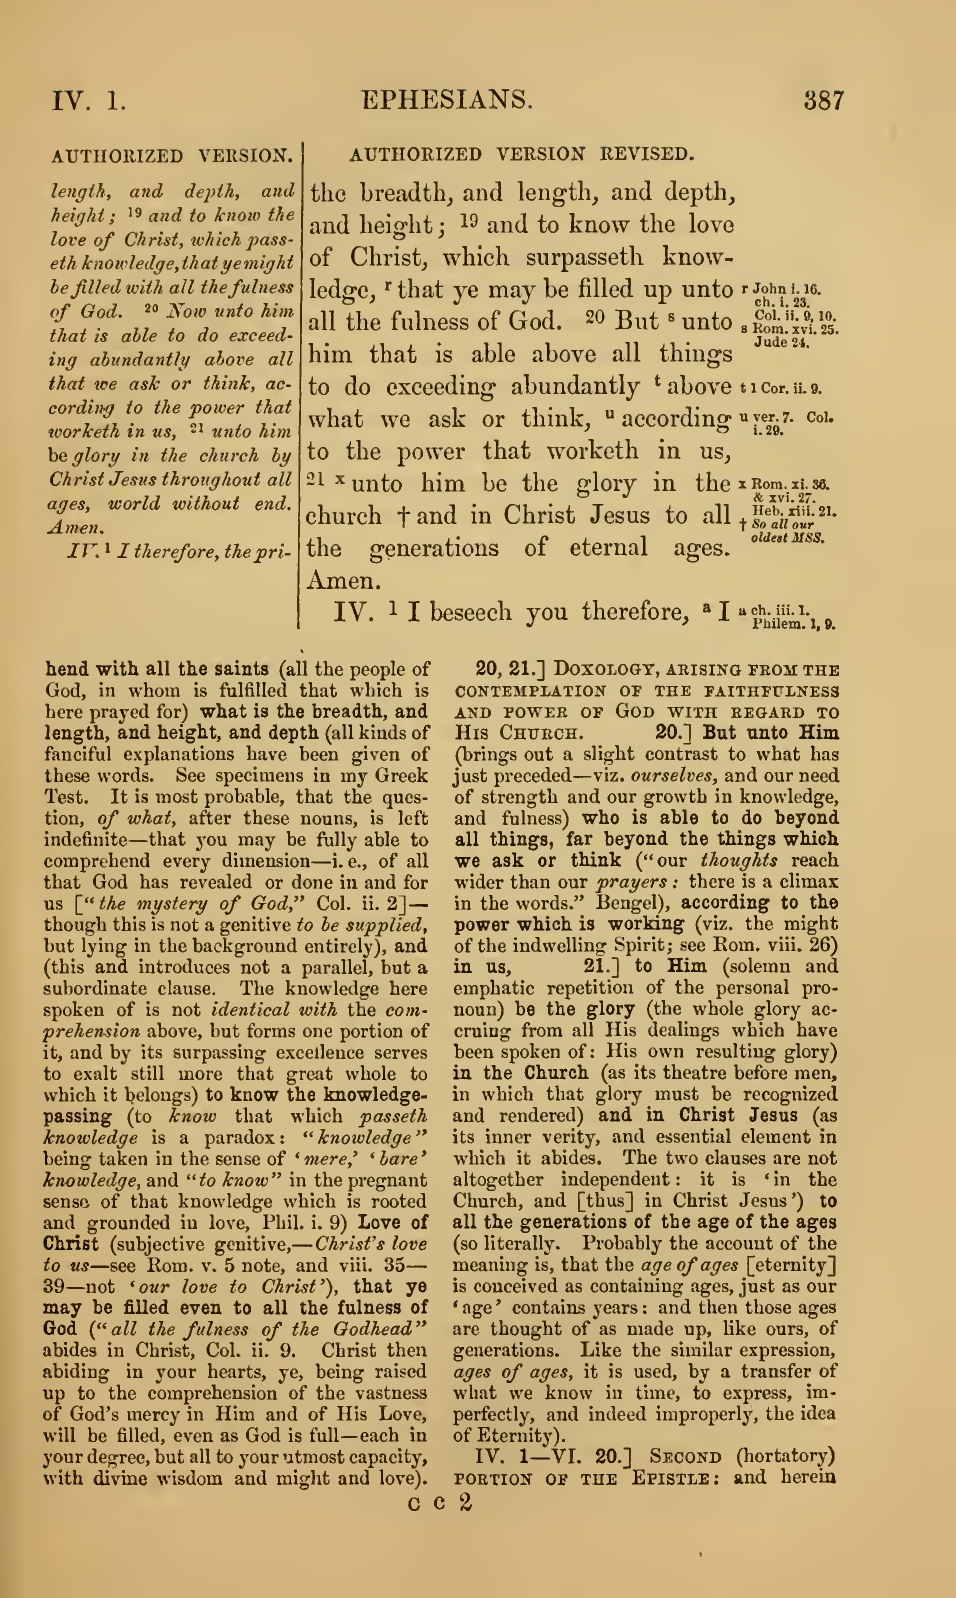 IV. 1. EPHESIANS. 387
AUTHORIZED VERSION.
length, and depth, and
height; 19 and to know the
love of Christ, which pass-
eth knowledge, that ye might
be filled with all the fulness
of God. 20 Now unto him
that is able to do exceed-
ing abundantly above all
that we ask or think, ac-
cording to the power that
worketh in us, 21 unto him
be glory in the church by
Christ Jesus throughout all
ages, world without end.
Amen.
IV. 1 I therefore, the pri-
AUTHORIZED VERSION REVISED.
the breadth, and length, and depth,
and height; 19 and to know the love
of Christ, which surpasseth know-
ledge, r that ye may be filled up unto
all the fulness of God. 20 But s unto
him that is able above all things
to do exceeding abundantly t above
what we ask or think, u according
to the power that worketh in us,
21 x unto him be the glory in the
church † and in Christ Jesus to all
the generations of eternal ages.
Amen.
IV. 1 I beseech you therefore, a I
r John i. 16.
ch. i. 23.
Col. ii. 9, 10.
s Rom. xvi. 25.
Jude 24.
t 1 Cor. ii. 9.
u ver. 7. Col.
i. 29.
x Rom. xi. 36.
& xvi. 27.
Heb. xiii. 21.
† So all our
oldest MSS.
a ch. iii. 1.
Philem. 1, 9.
hend with all the saints (all the people of
God, in whom is fulfilled that which is
here prayed for) what is the breadth, and
length, and height, and depth (all kinds of
fanciful explanations have been given of
these words. See specimens in my Greek
Test. It is most probable, that the ques-
tion, of what, after these nouns, is left
indefinite—that you may be fully able to
comprehend every dimension—i. e., of all
that God has revealed or done in and for
us ["the mystery of God," Col. ii. 2]—
though this is not a genitive to be supplied,
but lying in the background entirely), and
(this and introduces not a parallel, but a
subordinate clause. The knowledge here
spoken of is not identical with the com-
prehension above, but forms one portion of
it, and by its surpassing excellence serves
to exalt still more that great whole to
which it belongs) to know the knowledge-
passing (to know that which passeth
knowledge is a paradox: "knowledge"
being taken in the sense of 'mere,' 'bare'
knowledge, and "to know" in the pregnant
sense of that knowledge which is rooted
and grounded in love, Phil. i. 9) Love of
Christ (subjective genitive,—Christ's love
to us—see Rom. v. 5 note, and viii. 35—
39—not 'our love to Christ'), that ye
may be filled even to all the fulness of
God ("all the fulness of the Godhead"
abides in Christ, Col. ii. 9. Christ then
abiding in your hearts, ye, being raised
up to the comprehension of the vastness
of God's mercy in Him and of His Love,
will be filled, even as God is full—each in
your degree, but all to your utmost capacity,
with divine wisdom and might and love).
20, 21.] DOXOLOGY, ARISING FROM THE
CONTEMPLATION OF THE FAITHFULNESS
AND POWER OF GOD WITH REGARD TO
HIS CHURCH. 20.] But unto Him
(brings out a slight contrast to what has
just preceded—viz. ourselves, and our need
of strength and our growth in knowledge,
and fulness) who is able to do beyond
all things, far beyond the things which
we ask or think ("our thoughts reach
wider than our prayers: there is a climax
in the words." Bengel), according to the
power which is working (viz. the might
of the indwelling Spirit; see Rom. viii. 26)
in us, 21.] to Him (solemn and
emphatic repetition of the personal pro-
noun) be the glory (the whole glory ac-
cruing from all His dealings which have
been spoken of: His own resulting glory)
in the Church (as its theatre before men,
in which that glory must be recognized
and rendered) and in Christ Jesus (as
its inner verity, and essential element in
which it abides. The two clauses are not
altogether independent: it is 'in the
Church, and [thus] in Christ Jesus') to
all the generations of the age of the ages
(so literally. Probably the account of the
meaning is, that the age of ages [eternity]
is conceived as containing ages, just as our
'age' contains years: and then those ages
are thought of as made up, like ours, of
generations. Like the similar expression,
ages of ages, it is used, by a transfer of
what we know in time, to express, im-
perfectly, and indeed improperly, the idea
of Eternity).
IV. 1—VI. 20.] SECOND (hortatory)
PORTION OF THE EPISTLE: and herein
C C 2